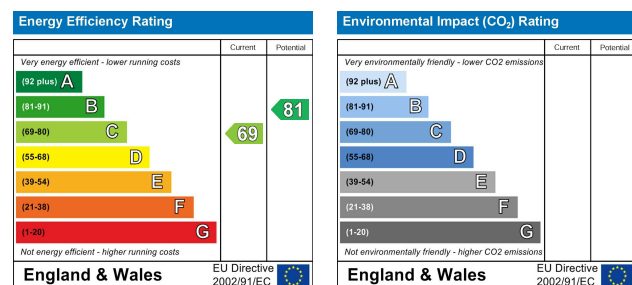 Energy Efficiency Rating
Current Potential
Very energy efficient - lower running costs
(92 plus) A
(81-91) B
81
(69-80) C
69
(55-68) D
(39-54) E
(21-38) F
(1-20) G
Not energy efficient - higher running costs
England & Wales
EU Directive
2002/91/EC
Environmental Impact (CO₂) Rating
Current Potential
Very environmentally friendly - lower CO2 emissions
(92 plus) A
(81-91) B
(69-80) C
(55-68) D
(39-54) E
(21-38) F
(1-20) G
Not environmentally friendly - higher CO2 emissions
England & Wales
EU Directive
2002/91/EC